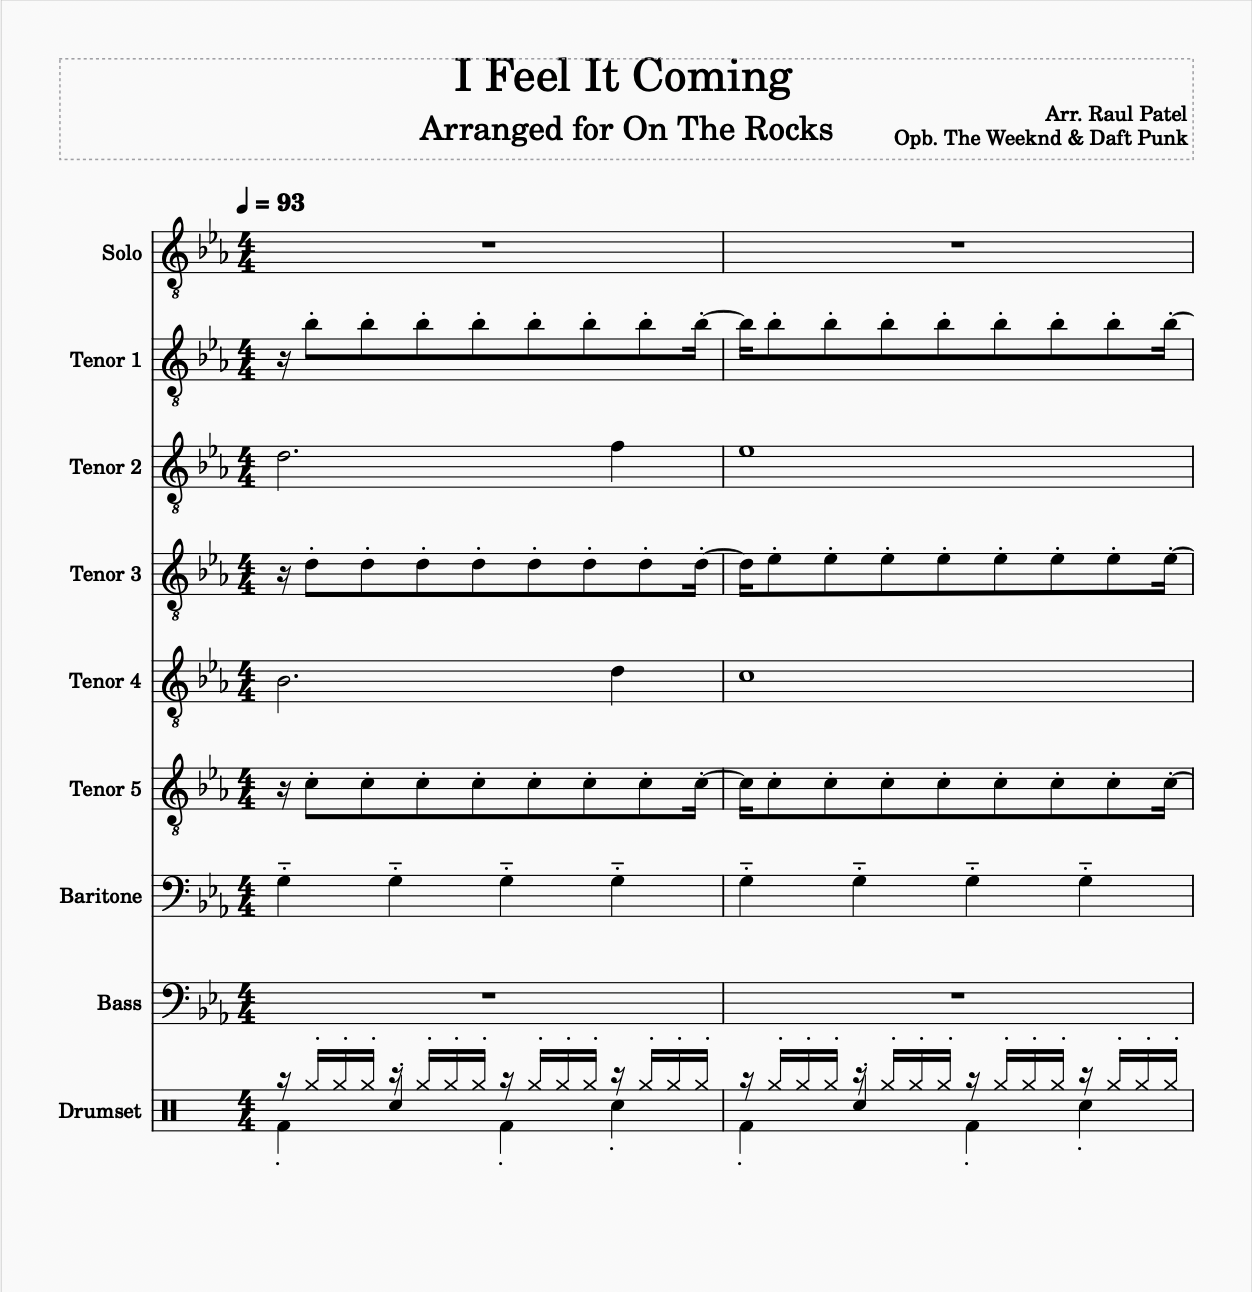 I Feel It Coming
Arranged for On The Rocks
Arr. Raul Patel
Opb. The Weeknd & Daft Punk
= 93
Solo
Tenor 1
Tenor 2
Tenor 3
Tenor 4
Tenor 5
Baritone
Bass
Drumset